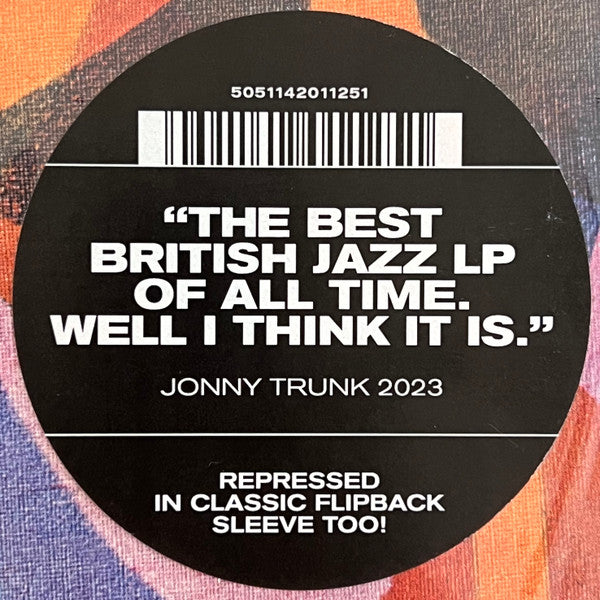 5051142011251
“THE BEST
BRITISH JAZZ LP
OF ALL TIME.
WELL I THINK IT IS.”
JONNY TRUNK 2023
REPRESSED
IN CLASSIC FLIPBACK
SLEEVE TOO!